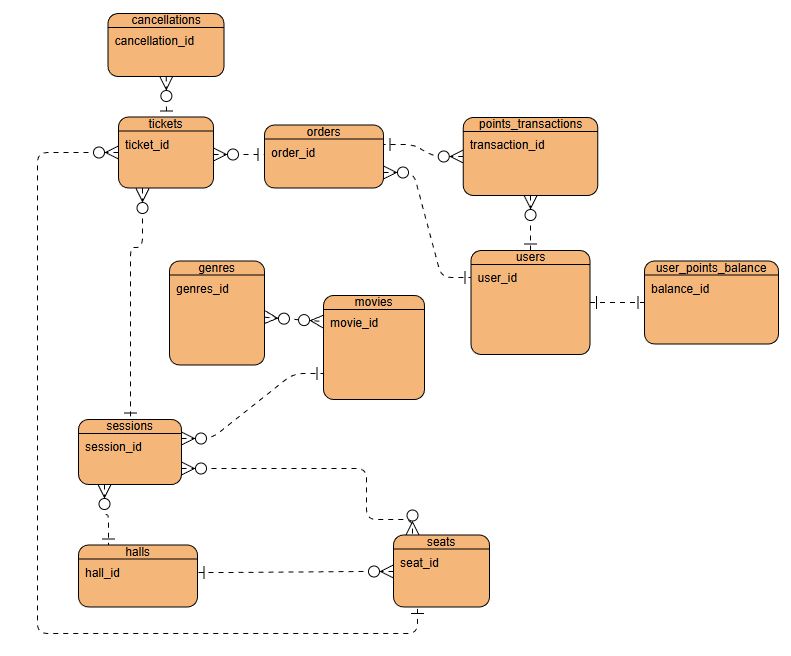 cancellations
cancellation_id
tickets
ticket_id
orders
order_id
points_transactions
transaction_id
users
user_id
user_points_balance
balance_id
genres
genres_id
movies
movie_id
sessions
session_id
halls
hall_id
seats
seat_id